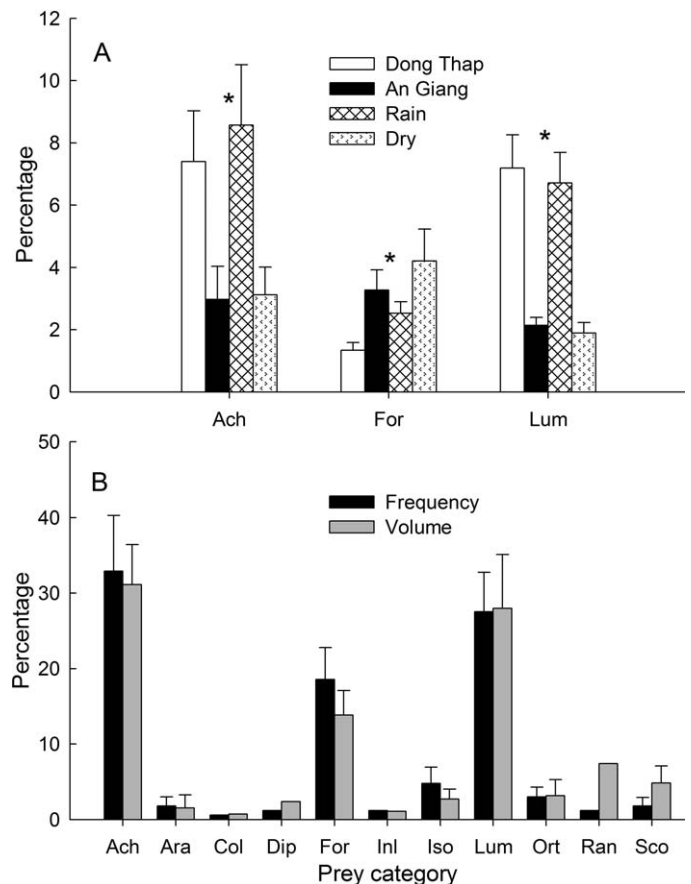 12
A
Dong Thap
An Giang
Rain
Dry
10
8
6
4
2
0
Percentage
*
*
*
Ach For Lum
50
B
Frequency
Volume
40
30
20
10
0
Percentage
Ach Ara Col Dip For Inl Iso Lum Ort Ran Sco
Prey category